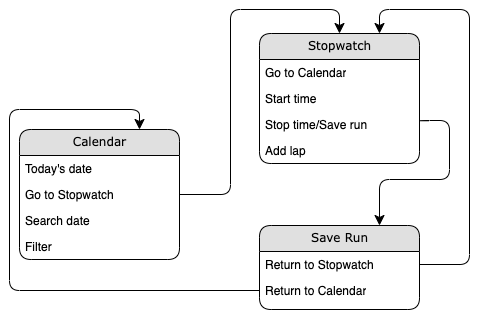 Stopwatch
Go to Calendar
Start time
Stop time/Save run
Add lap
Calendar
Today's date
Go to Stopwatch
Search date
Filter
Save Run
Return to Stopwatch
Return to Calendar